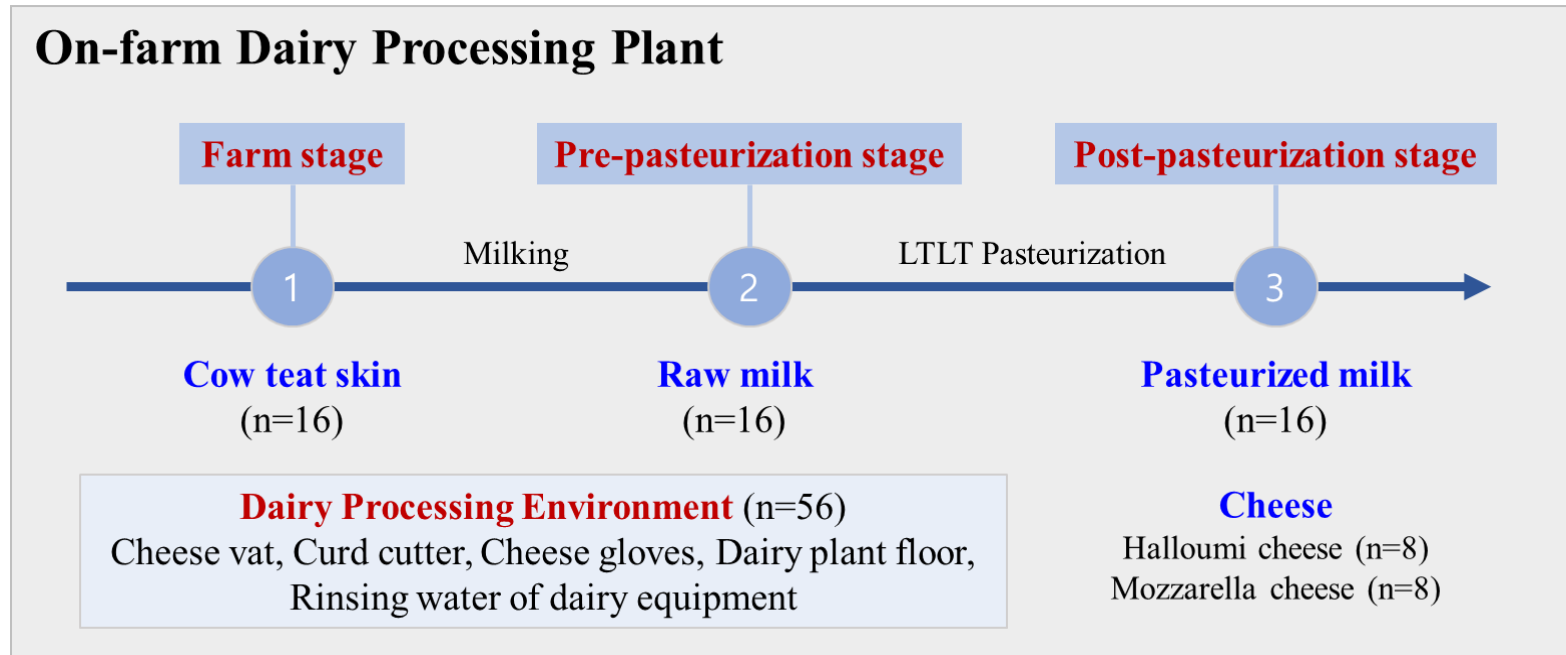 On-farm Dairy Processing Plant
Farm stage
Pre-pasteurization stage
Post-pasteurization stage
Milking
LTLT Pasteurization
1
2
3
Cow teat skin
(n=16)
Raw milk
(n=16)
Pasteurized milk
(n=16)
Dairy Processing Environment (n=56)
Cheese vat, Curd cutter, Cheese gloves, Dairy plant floor,
Rinsing water of dairy equipment
Cheese
Halloumi cheese (n=8)
Mozzarella cheese (n=8)